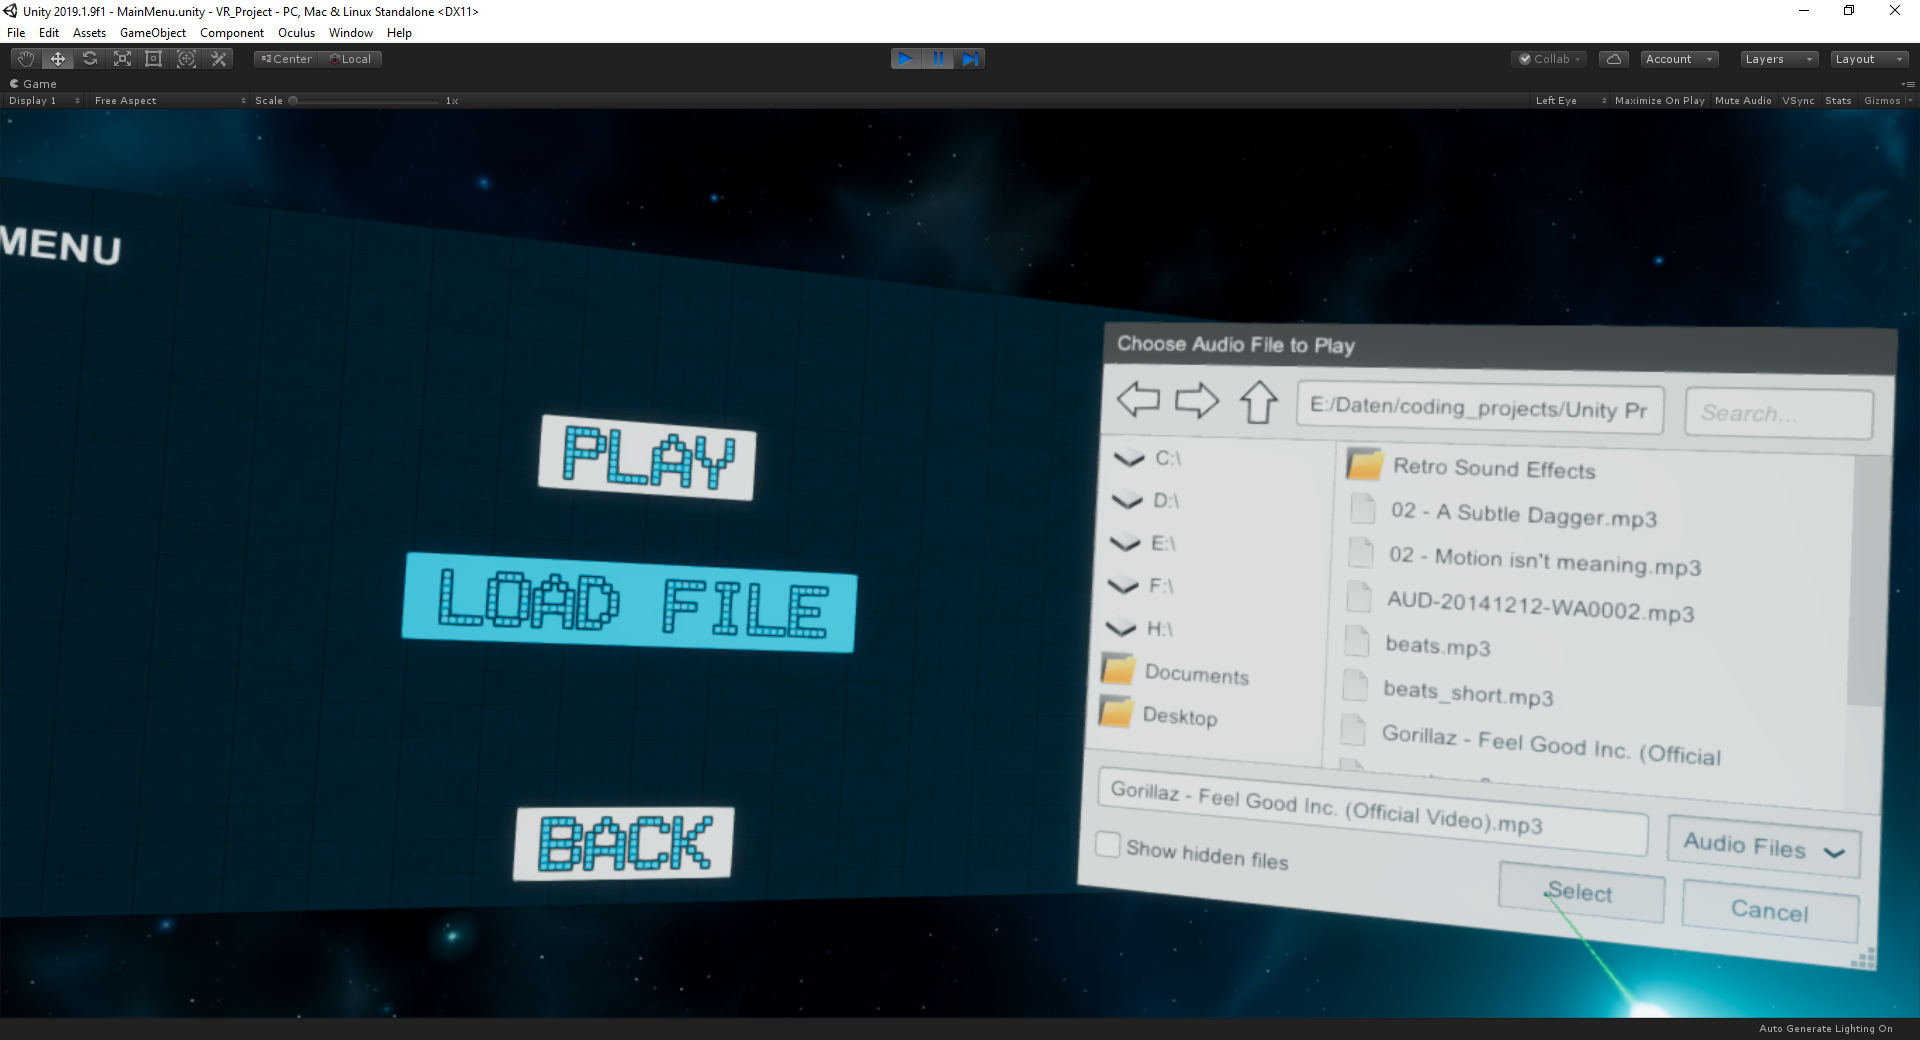 Unity 2019.1.9f1 - MainMenu.unity - VR_Project - PC, Mac & Linux Standalone <DX11>
File Edit Assets GameObject Component Oculus Window Help
Center Local
Collab Account Layers Layout
Game
Display 1 Free Aspect Scale 1x
Left Eye Maximize On Play Mute Audio VSync Stats Gizmos
MENU
PLAY
LOAD FILE
BACK
Choose Audio File to Play
E:/Daten/coding_projects/Unity Pr
Search...
C:\
D:\
E:\
F:\
H:\
Documents
Desktop
Retro Sound Effects
02 - A Subtle Dagger.mp3
02 - Motion isn't meaning.mp3
AUD-20141212-WA0002.mp3
beats.mp3
beats_short.mp3
Gorillaz - Feel Good Inc. (Official
Gorillaz - Feel Good Inc. (Official Video).mp3
Audio Files
Show hidden files
Select
Cancel
Auto Generate Lighting On